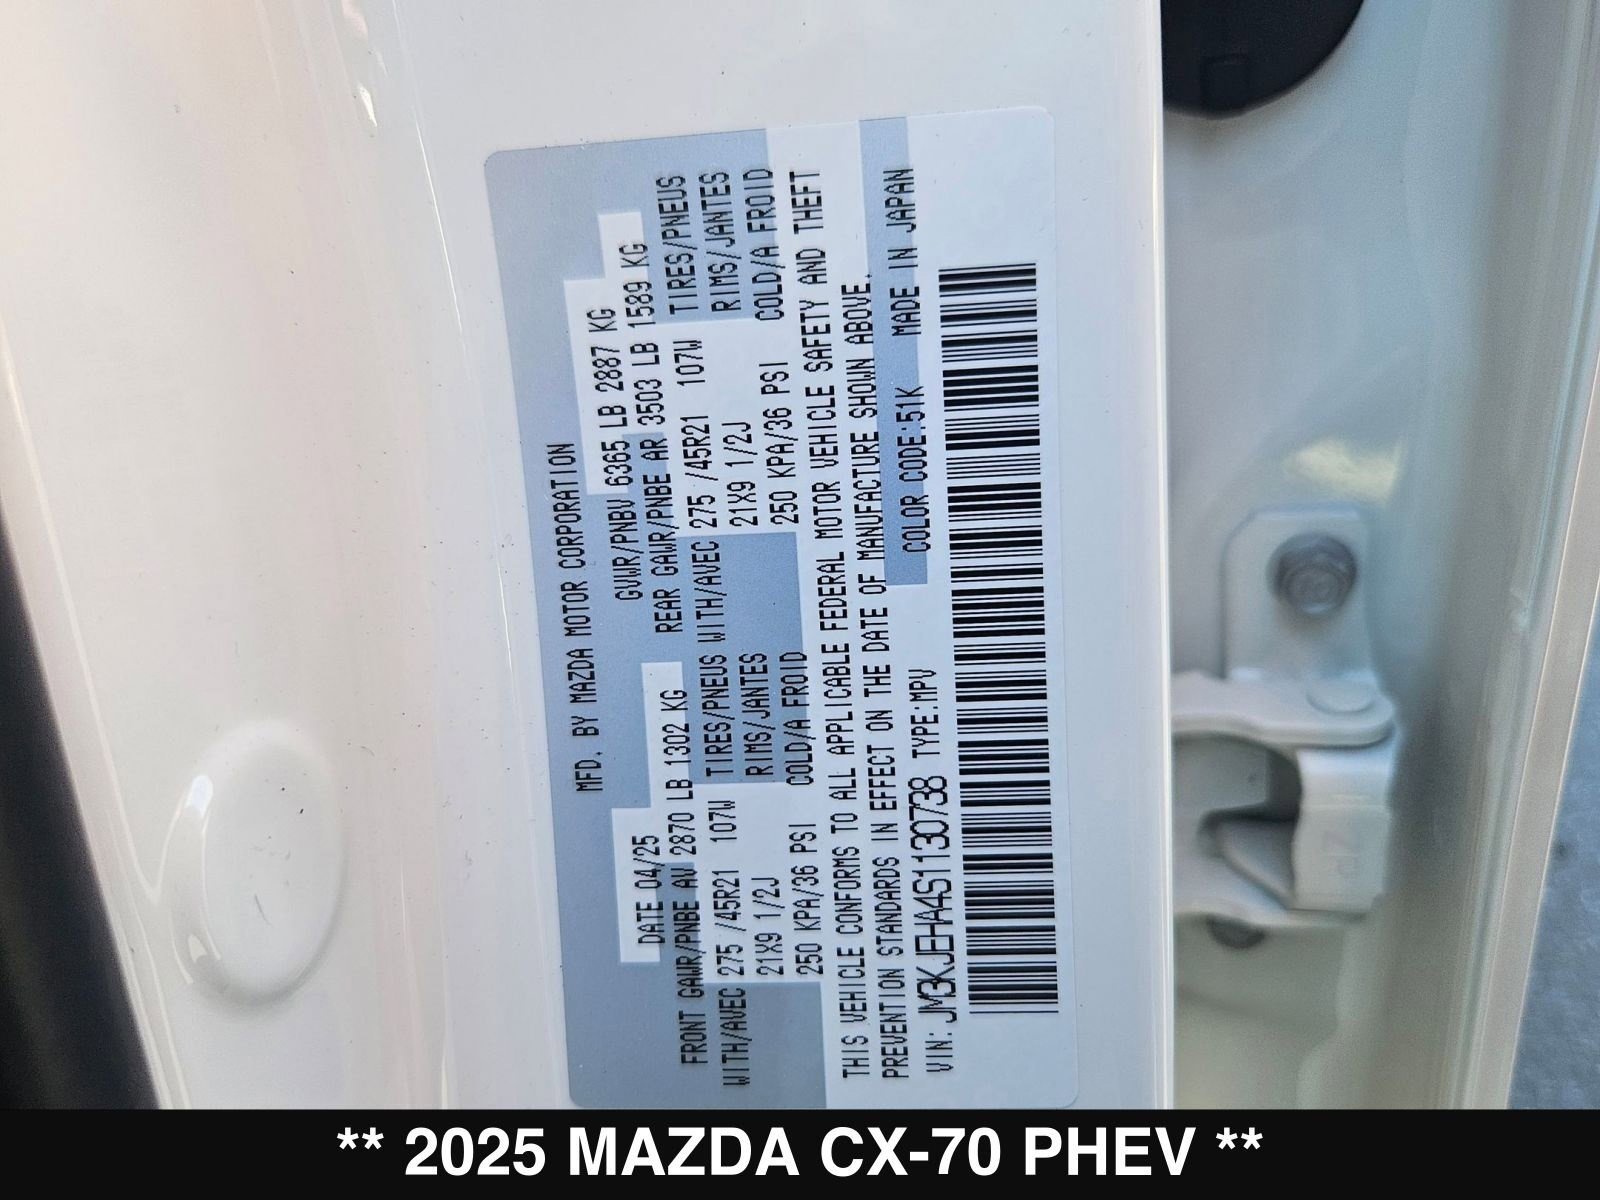 MFD. BY MAZDA MOTOR CORPORATION
DATE 04/25 GVWR/PNBV 6365 LB 2887 KG
FRONT GAWR/PNBE AV 2870 LB 1302 KG REAR GAWR/PNBE AR 3503 LB 1589 KG
WITH/AVEC 275 /45R21 107W TIRES/PNEUS WITH/AVEC 275 /45R21 107W TIRES/PNEUS
21X9 1/2J RIMS/JANTES 21X9 1/2J RIMS/JANTES
250 KPA/36 PSI COLD/A FROID 250 KPA/36 PSI COLD/A FROID
THIS VEHICLE CONFORMS TO ALL APPLICABLE FEDERAL MOTOR VEHICLE SAFETY AND THEFT
PREVENTION STANDARDS IN EFFECT ON THE DATE OF MANUFACTURE SHOWN ABOVE.
VIN: JM3KJEHA4S1130738 TYPE:MPV COLOR CODE:51K MADE IN JAPAN
** 2025 MAZDA CX-70 PHEV **